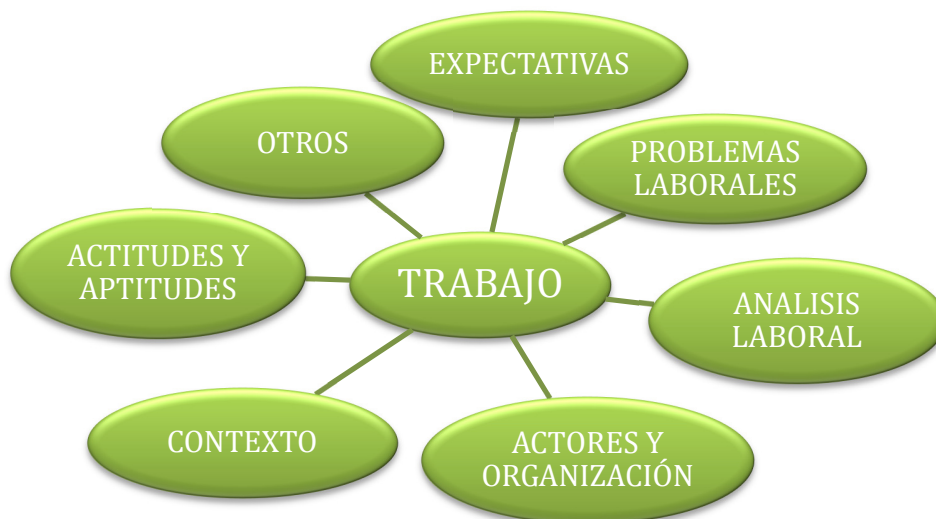 EXPECTATIVAS
OTROS
PROBLEMAS
LABORALES
ACTITUDES Y
APTITUDES
TRABAJO
ANALISIS
LABORAL
CONTEXTO
ACTORES Y
ORGANIZACIÓN